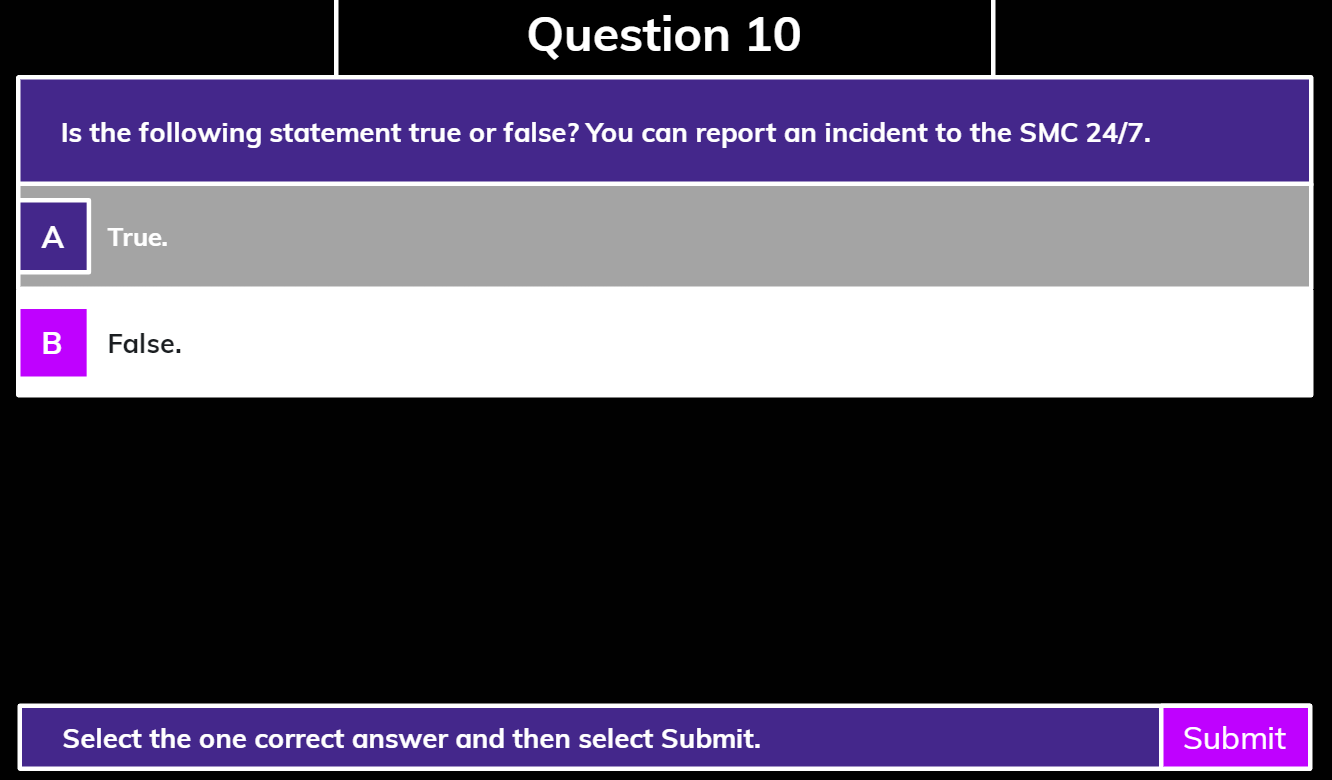 Question 10
Is the following statement true or false? You can report an incident to the SMC 24/7.
A True.
B False.
Select the one correct answer and then select Submit. Submit